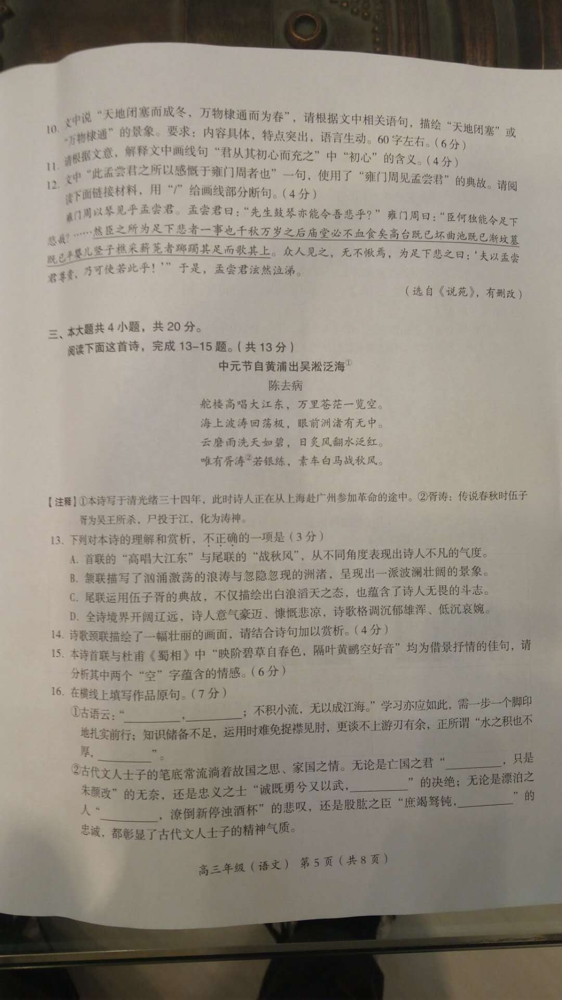 10. 文中说“天地闭塞而成冬，万物棣通而为春”，请根据文中相关语句，描绘“天地闭塞”或
“万物棣通”的景象。要求：内容具体，特点突出，语言生动。60字左右。（6分）
11. 请根据文意，解释文中画线句“君从其初心而充之”中“初心”的含义。（4分）
12. 文中“此孟尝君之所以感慨于雍门周者也”一句，使用了“雍门周见孟尝君”的典故。请阅
读下面链接材料，用“/”给画线部分断句。（4分）
雍门周以琴见乎孟尝君。孟尝君曰：“先生鼓琴亦能令吾悲乎？”雍门周曰：“臣何独能令足下
悲哉？……然臣之所为足下悲者一事也千秋万岁之后庙堂必不血食矣高台既已坏曲池既已渐坟墓
既已平婴儿竖子樵采薪荛者踯躅其足而歌其上。众人见之，无不愀焉，为足下悲之曰：‘夫以孟尝
君尊贵，乃可使若此乎！’”于是，孟尝君泫然泣涕。
（选自《说苑》，有删改）
三、本大题共4小题，共20分。
阅读下面这首诗，完成13-15题。（共13分）
中元节自黄浦出吴淞泛海①
陈去病
舵楼高唱大江东，万里苍茫一览空。
海上波涛回荡极，眼前洲渚有无中。
云磨雨洗天如碧，日炙风翻水泛红。
唯有胥涛②若银练，素车白马战秋风。
【注释】①本诗写于清光绪三十四年，此时诗人正在从上海赴广州参加革命的途中。②胥涛：传说春秋时伍子
胥为吴王所杀，尸投于江，化为涛神。
13. 下列对本诗的理解和赏析，不正确的一项是（3分）
A. 首联的“高唱大江东”与尾联的“战秋风”，从不同角度表现出诗人不凡的气度。
B. 颔联描写了汹涌激荡的浪涛与忽隐忽现的洲渚，呈现出一派波澜壮阔的景象。
C. 尾联运用伍子胥的典故，不仅描绘出白浪滔天之态，也蕴含了诗人无畏的斗志。
D. 全诗境界开阔辽远，诗人意气豪迈、慷慨悲凉，诗歌格调沉郁雄浑、低沉哀婉。
14. 诗歌颈联描绘了一幅壮丽的画面，请结合诗句加以赏析。（4分）
15. 本诗首联与杜甫《蜀相》中“映阶碧草自春色，隔叶黄鹂空好音”均为借景抒情的佳句，请
分析其中两个“空”字蕴含的情感。（6分）
16. 在横线上填写作品原句。（7分）
①古语云：“__________，__________；不积小流，无以成江海。”学习亦应如此，需一步一个脚印
地扎实前行；知识储备不足，运用时难免捉襟见肘，更谈不上游刃有余，正所谓“水之积也不
厚，__________”。
②古代文人士子的笔底常流淌着故国之思、家国之情。无论是亡国之君“__________，只是
朱颜改”的无奈，还是忠义之士“诚既勇兮又以武，__________”的决绝；无论是漂泊之
人“__________，潦倒新停浊酒杯”的悲叹，还是股肱之臣“庶竭驽钝，__________”的
忠诚，都彰显了古代文人士子的精神气质。
高三年级（语文） 第5页（共8页）